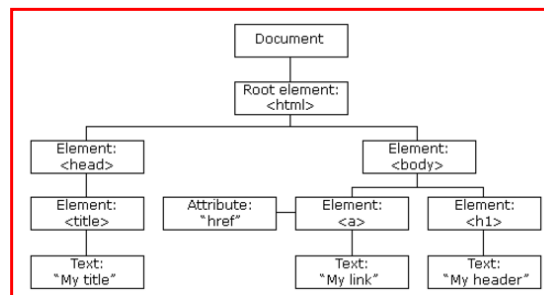 Document
Root element:
<html>
Element:
<head>
Element:
<body>
Element:
<title>
Attribute:
"href"
Element:
<a>
Element:
<h1>
Text:
"My title"
Text:
"My link"
Text:
"My header"